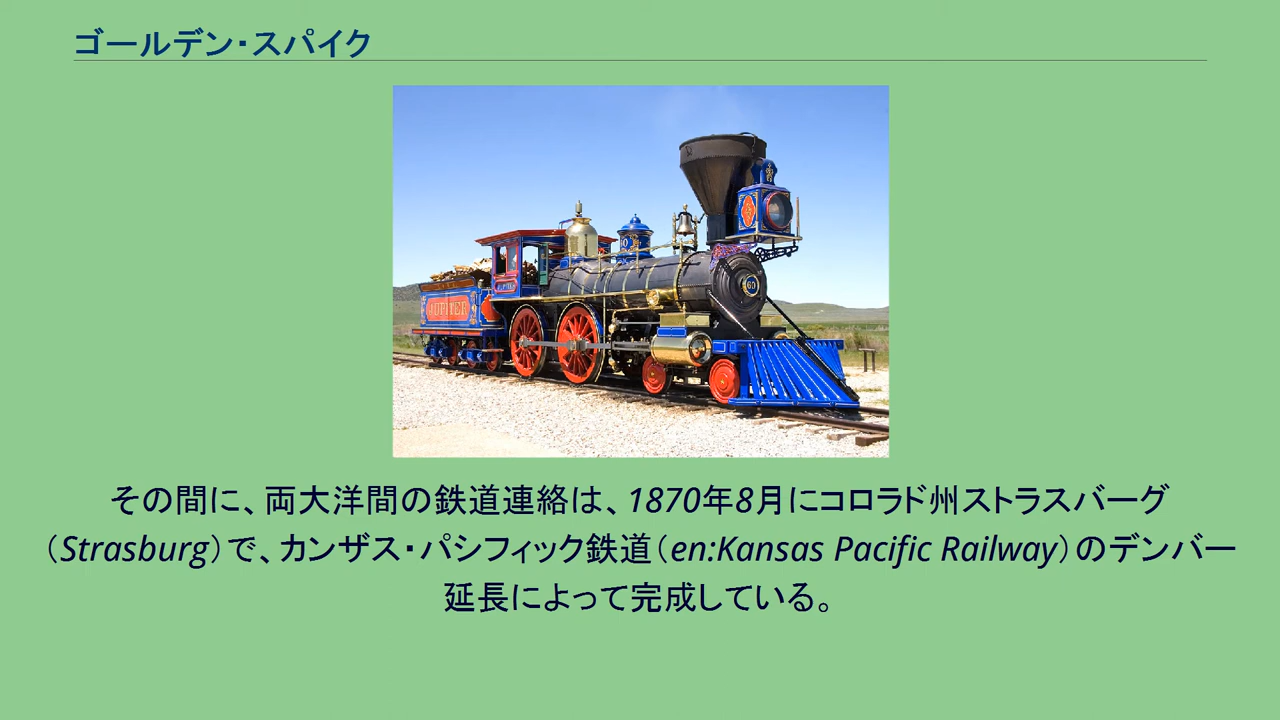 ゴールデン・スパイク
JUPITER
60
その間に、両大洋間の鉄道連絡は、1870年8月にコロラド州ストラスバーグ
（Strasburg）で、カンザス・パシフィック鉄道（en:Kansas Pacific Railway）のデンバー
延長によって完成している。